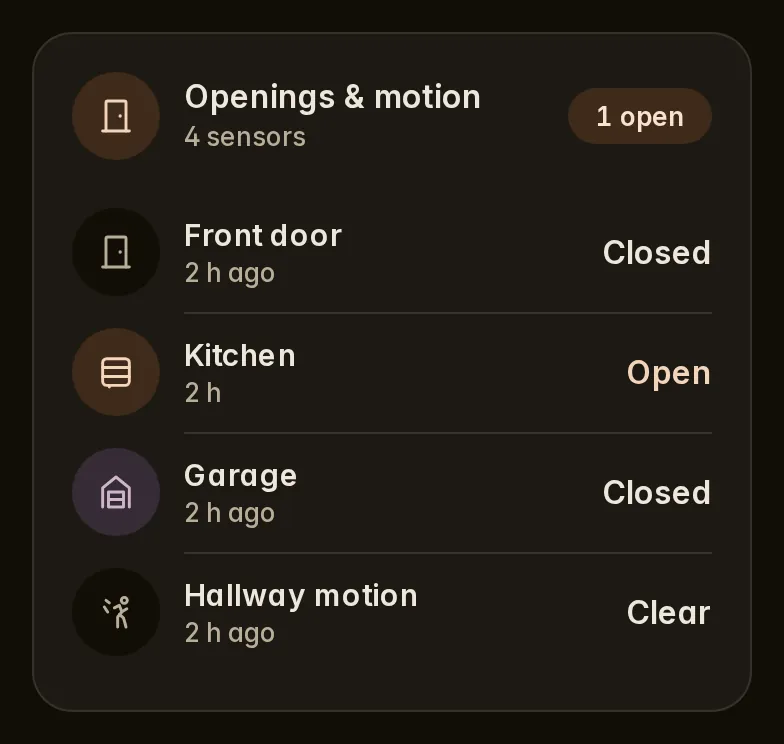 Openings & motion
4 sensors
1 open
Front door
2 h ago
Closed
Kitchen
2 h
Open
Garage
2 h ago
Closed
Hallway motion
2 h ago
Clear